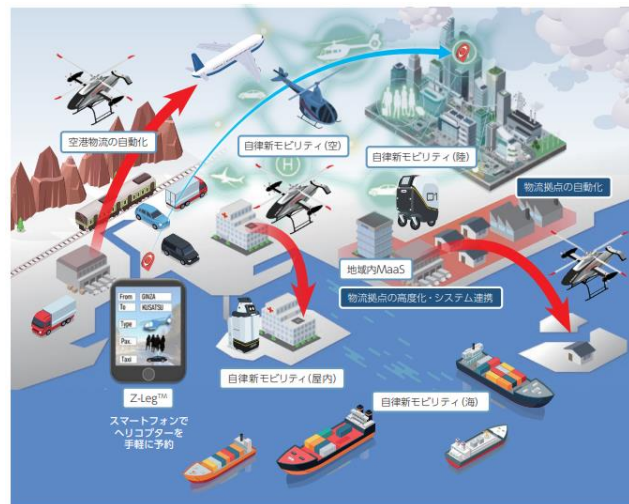 空港物流の自動化
自律新モビリティ(空)
自律新モビリティ(陸)
物流拠点の自動化
H
01
地域内MaaS
物流拠点の高度化・システム連携
From GINZA
To KUSATSU
Type
Pax.
Taxi
自律新モビリティ(屋内)
Z-Leg™
自律新モビリティ(海)
スマートフォンで
ヘリコプターを
手軽に予約